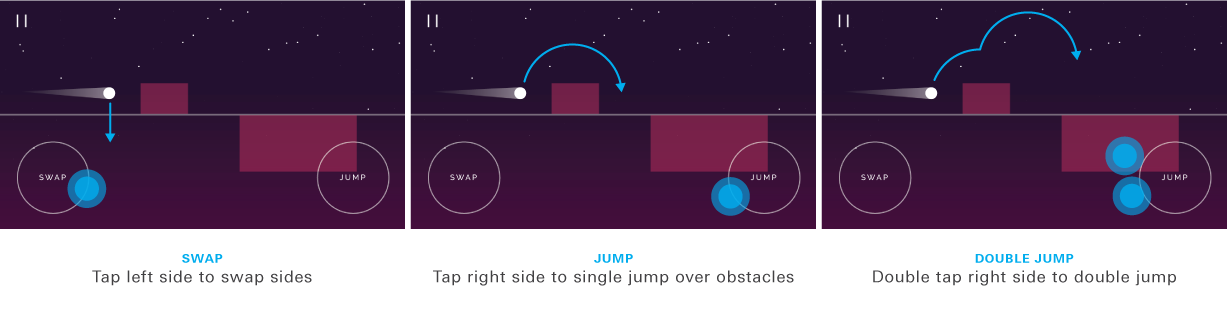 SWAP
JUMP
SWAP
JUMP
SWAP
JUMP
SWAP
Tap left side to swap sides
JUMP
Tap right side to single jump over obstacles
DOUBLE JUMP
Double tap right side to double jump